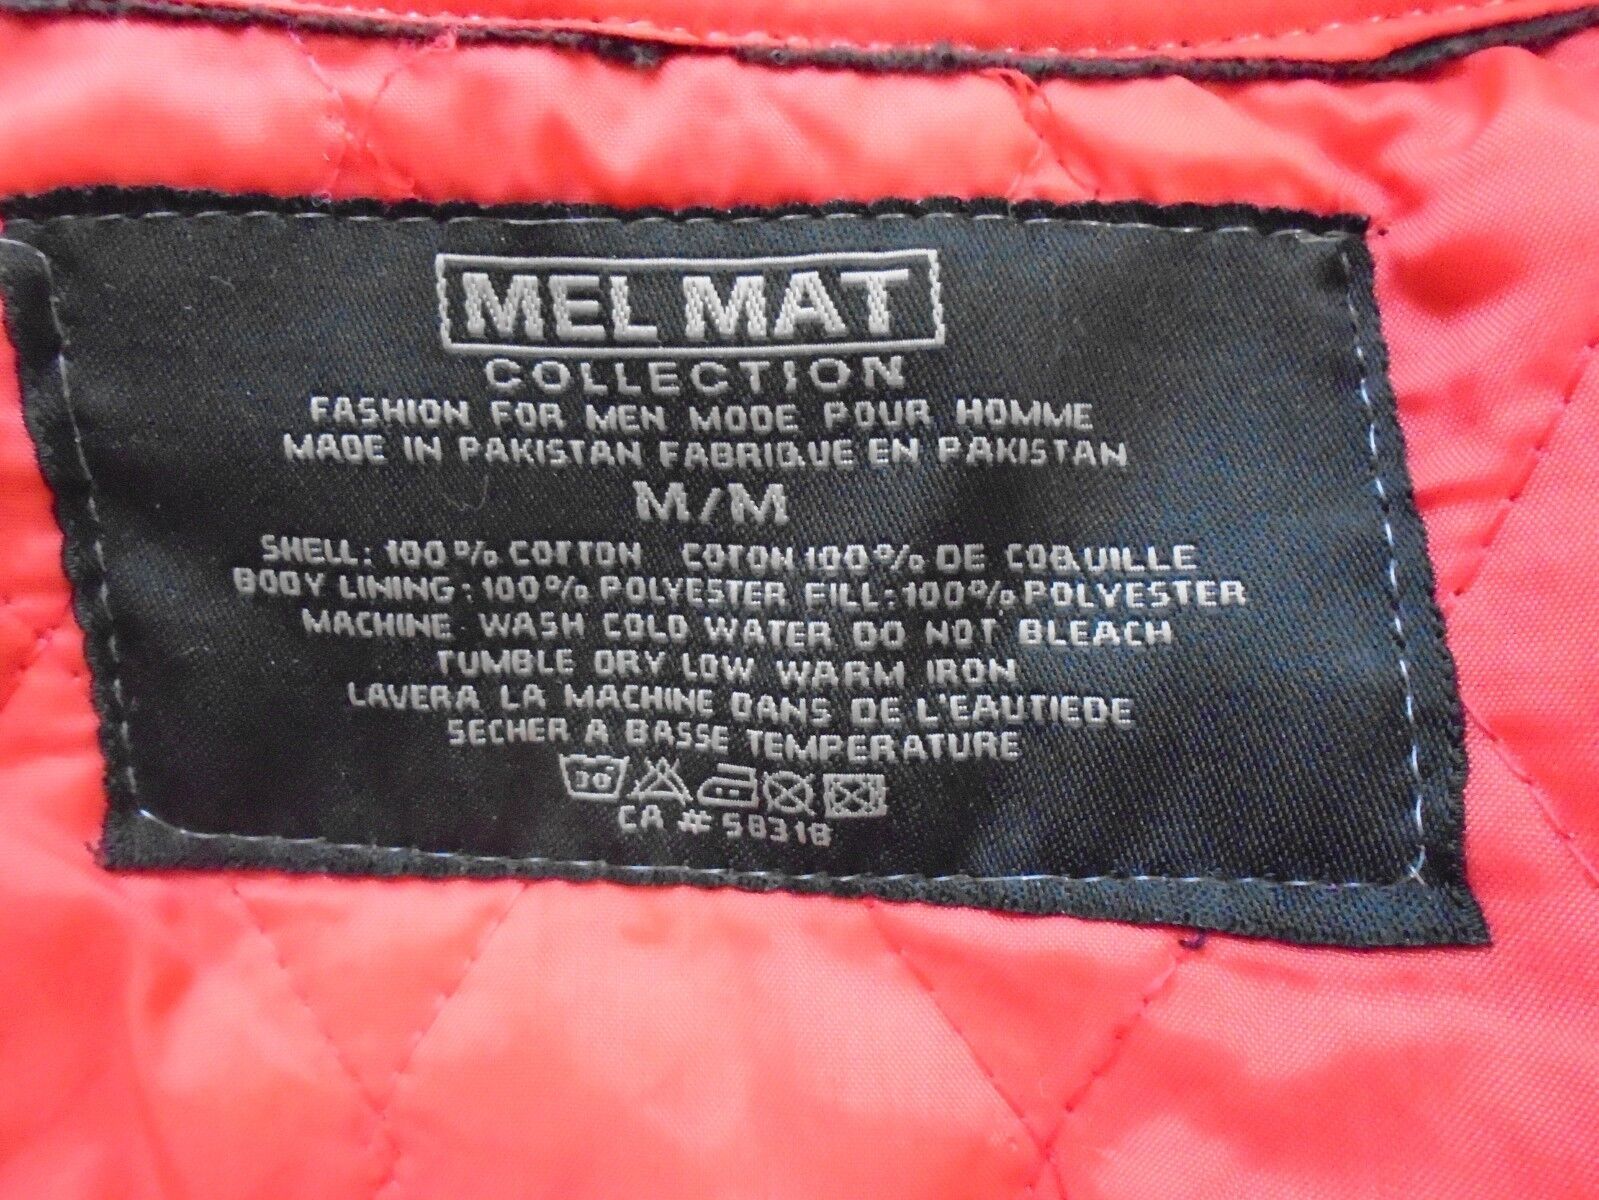 MEL MAT
COLLECTION
FASHION FOR MEN MODE POUR HOMME
MADE IN PAKISTAN FABRIQUE EN PAKISTAN
M/M
SHELL: 100% COTTON COTON 100% DE COQUILLE
BODY LINING: 100% POLYESTER FILL: 100% POLYESTER
MACHINE WASH COLD WATER DO NOT BLEACH
TUMBLE DRY LOW WARM IRON
LAVERA LA MACHINE DANS DE L'EAUTIEDE
SECHER A BASSE TEMPERATURE
30
CA # 58318